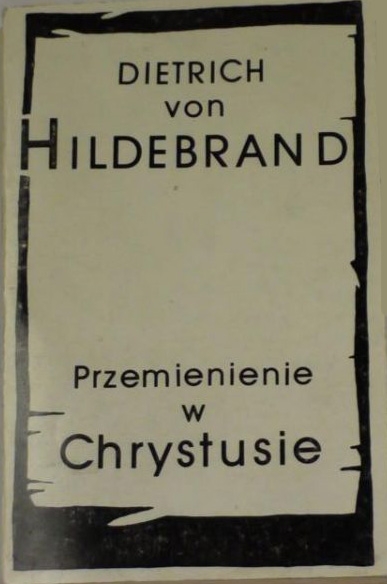 DIETRICH
von
HILDEBRAND
Przemienienie
w
Chrystusie